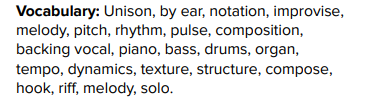 Vocabulary: Unison, by ear, notation, improvise,
melody, pitch, rhythm, pulse, composition,
backing vocal, piano, bass, drums, organ,
tempo, dynamics, texture, structure, compose,
hook, riff, melody, solo.